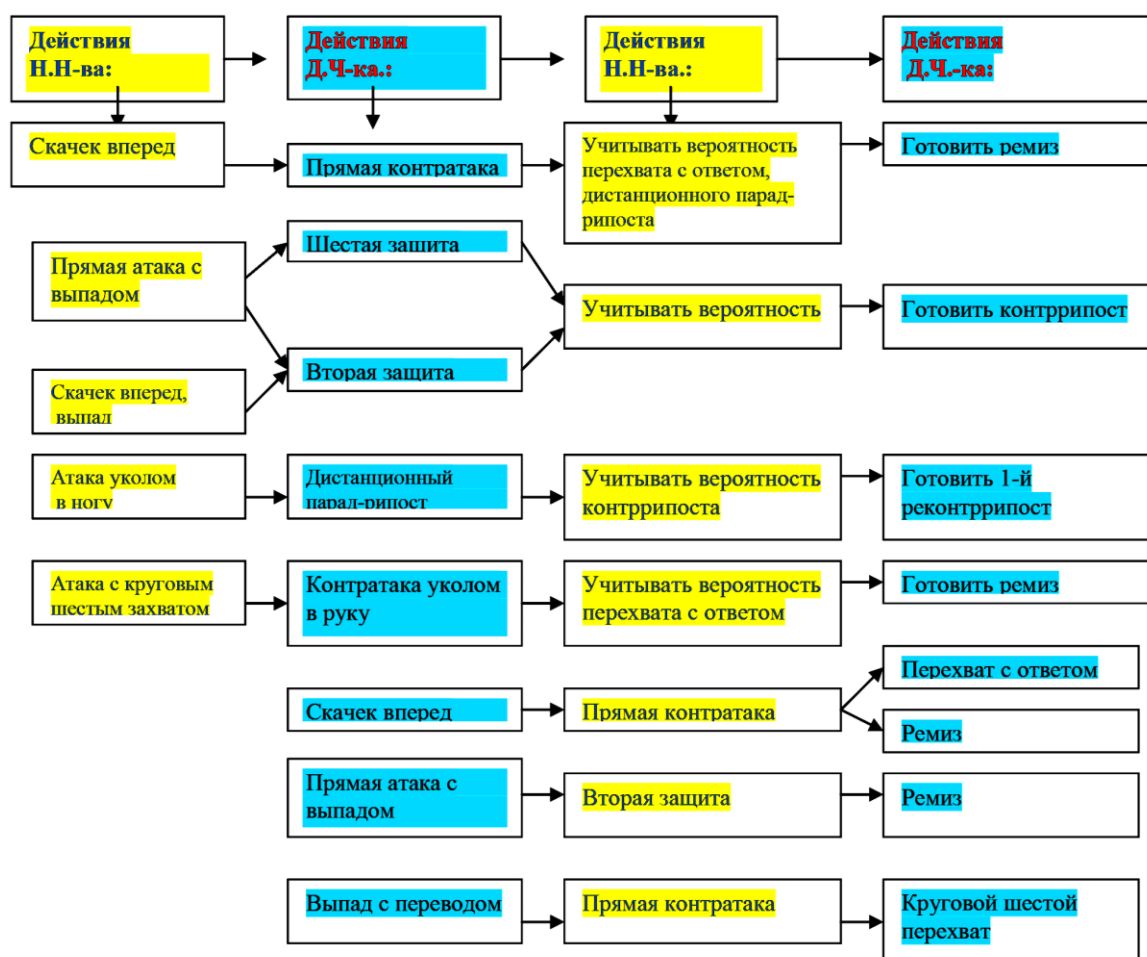 Действия
Н.Н-ва:
Действия
Д.Ч-ка.:
Действия
Н.Н-ва.:
Действия
Д.Ч.-ка:
Скачек вперед
Прямая контратака
Учитывать вероятность
перехвата с ответом,
дистанционного парад-
рипоста
Готовить ремиз
Прямая атака с
выпадом
Шестая зашита
Учитывать вероятность
Готовить контррипост
Вторая защита
Скачек вперед,
выпад
Атака уколом
в ногу
Дистанционный
парад-рипост
Учитывать вероятность
контррипоста
Готовить 1-й
реконтррипост
Атака с круговым
шестым захватом
Контратака уколом
в руку
Учитывать вероятность
перехвата с ответом
Готовить ремиз
Скачек вперед
Прямая контратака
Перехват с ответом
Ремиз
Прямая атака с
выпадом
Вторая защита
Ремиз
Выпад с переводом
Прямая контратака
Круговой шестой
перехват